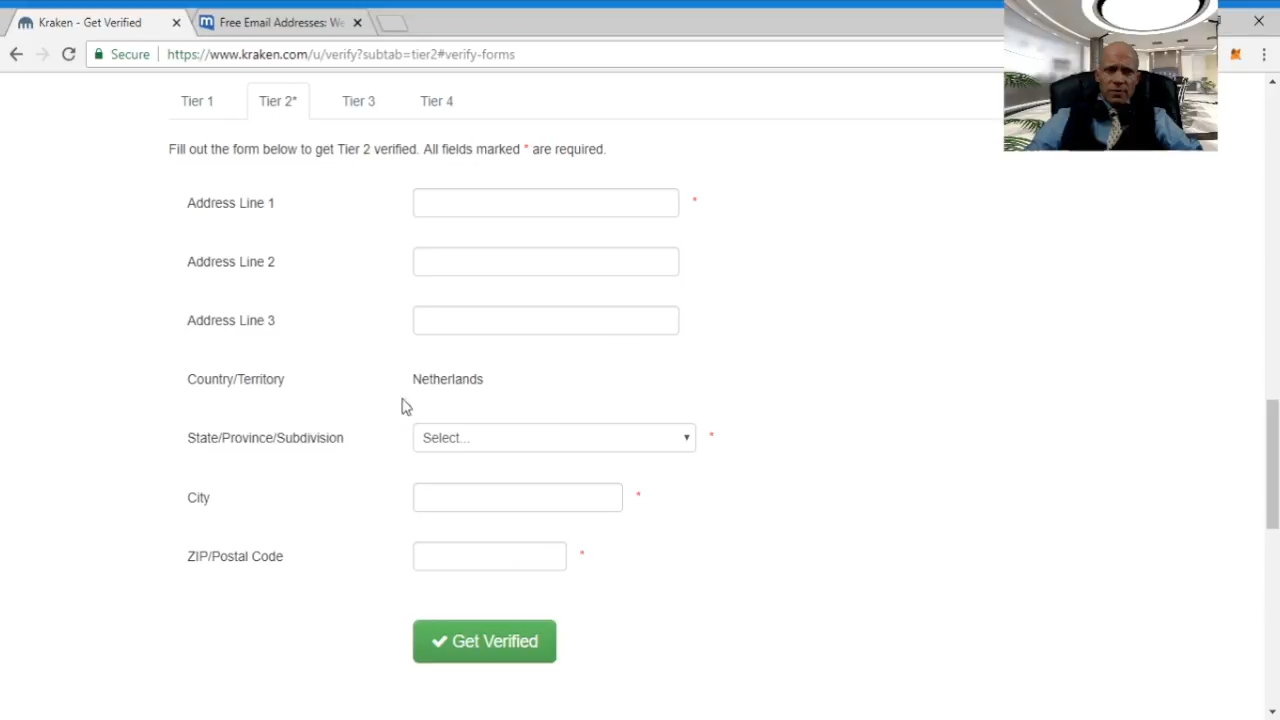 Kraken - Get Verified
Free Email Addresses: We
Secure https://www.kraken.com/u/verify?subtab=tier2#verify-forms
Tier 1 Tier 2* Tier 3 Tier 4
Fill out the form below to get Tier 2 verified. All fields marked * are required.
Address Line 1 *
Address Line 2
Address Line 3
Country/Territory Netherlands
State/Province/Subdivision Select... *
City *
ZIP/Postal Code *
Get Verified